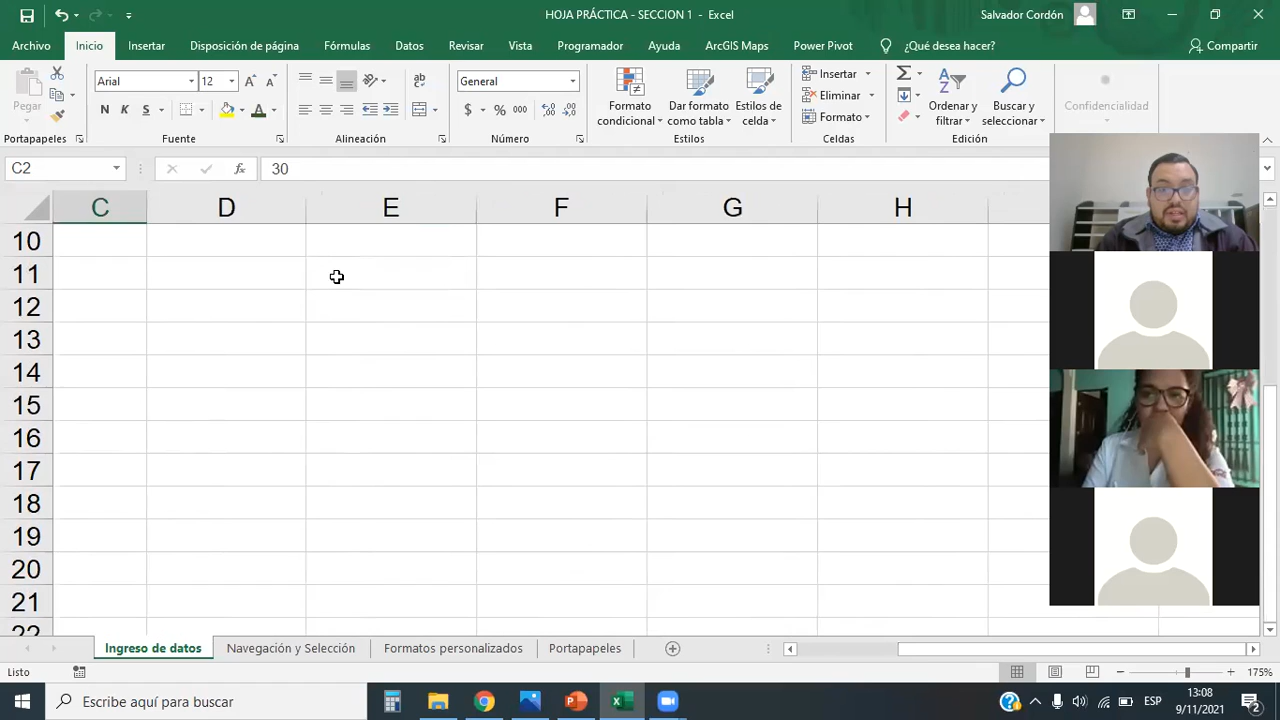 HOJA PRÁCTICA - SECCION 1 - Excel
Salvador Cordón
Archivo Inicio Insertar Disposición de página Fórmulas Datos Revisar Vista Programador Ayuda ArcGIS Maps Power Pivot ¿Qué desea hacer? Compartir
Pegar
Arial 12
N K S
General
$ % 000
Formato condicional
Dar formato como tabla
Estilos de celda
Insertar
Eliminar
Formato
Ordenar y filtrar
Buscar y seleccionar
Confidencialidad
Portapapeles Fuente Alineación Número Estilos Celdas Edición
C2 fx 30
C D E F G H
10
11
12
13
14
15
16
17
18
19
20
21
22
Ingreso de datos Navegación y Selección Formatos personalizados Portapapeles
Listo 175%
Escribe aquí para buscar
ESP
13:08
9/11/2021
2